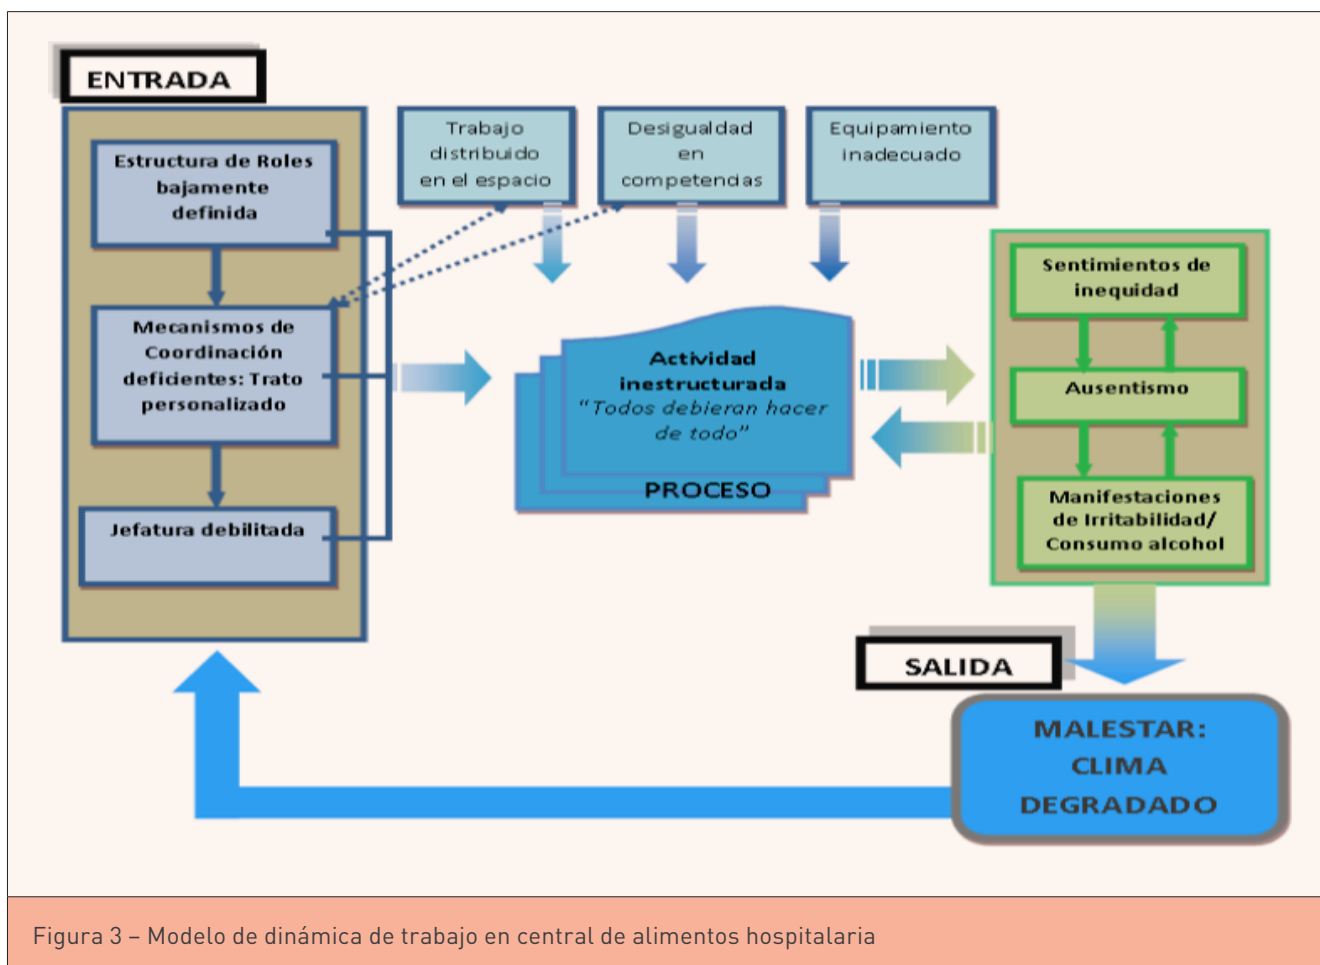 ENTRADA
Estructura de Roles
bajamente
definida
Mecanismos de
Coordinación
deficientes: Trato
personalizado
Jefatura debilitada
Trabajo
distribuido
en el espacio
Desigualdad
en
competencias
Equipamiento
inadecuado
Actividad
inestructurada
“Todos debieran hacer
de todo”
PROCESO
Sentimientos de
inequidad
Ausentismo
Manifestaciones
de Irritabilidad/
Consumo alcohol
SALIDA
MALESTAR:
CLIMA
DEGRADADO
Figura 3 – Modelo de dinámica de trabajo en central de alimentos hospitalaria